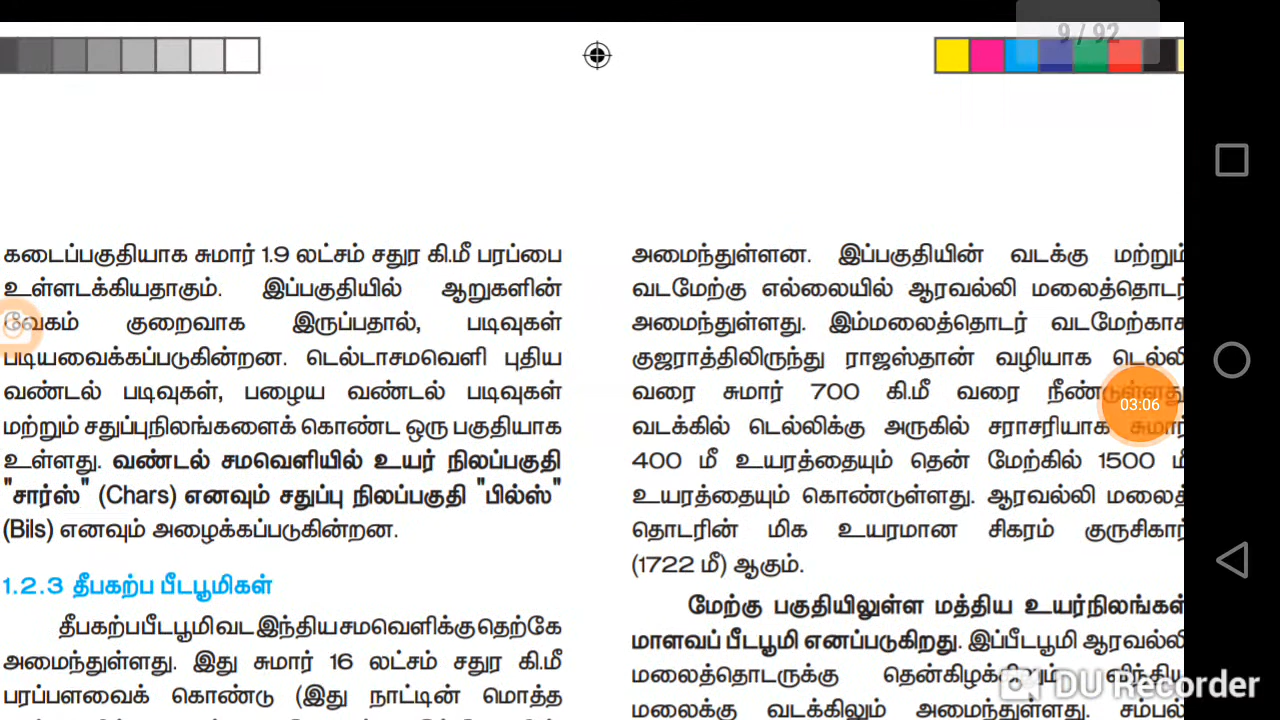 9 / 92
கடைப்பகுதியாக சுமார் 1.9 லட்சம் சதுர கி.மீ பரப்பை
உள்ளடக்கியதாகும். இப்பகுதியில் ஆறுகளின்
வேகம் குறைவாக இருப்பதால், படிவுகள்
படியவைக்கப்படுகின்றன. டெல்டாசமவெளி புதிய
வண்டல் படிவுகள், பழைய வண்டல் படிவுகள்
மற்றும் சதுப்புநிலங்களைக் கொண்ட ஒரு பகுதியாக
உள்ளது. வண்டல் சமவெளியில் உயர் நிலப்பகுதி
"சார்ஸ்" (Chars) எனவும் சதுப்பு நிலப்பகுதி "பில்ஸ்"
(Bils) எனவும் அழைக்கப்படுகின்றன.
1.2.3 தீபகற்ப பீடபூமிகள்
தீபகற்பபீடபூமி வட இந்திய சமவெளிக்கு தெற்கே
அமைந்துள்ளது. இது சுமார் 16 லட்சம் சதுர கி.மீ
பரப்பளவைக் கொண்டு (இது நாட்டின் மொத்த
அமைந்துள்ளன. இப்பகுதியின் வடக்கு மற்றும்
வடமேற்கு எல்லையில் ஆரவல்லி மலைத்தொடர்
அமைந்துள்ளது. இம்மலைத்தொடர் வடமேற்காக
குஜராத்திலிருந்து ராஜஸ்தான் வழியாக டெல்லி
வரை சுமார் 700 கி.மீ வரை நீண்டுள்ளது
03:06
வடக்கில் டெல்லிக்கு அருகில் சராசரியாக சுமார்
400 மீ உயரத்தையும் தென் மேற்கில் 1500 மீ
உயரத்தையும் கொண்டுள்ளது. ஆரவல்லி மலைத்
தொடரின் மிக உயரமான சிகரம் குருசிகார்
(1722 மீ) ஆகும்.
மேற்கு பகுதியிலுள்ள மத்திய உயர்நிலங்கள்
மாளவப் பீடபூமி எனப்படுகிறது. இப்பீடபூமி ஆரவல்லி
மலைத்தொடருக்கு தென்கிழக்கிலும் விந்திய
மலைக்கு வடக்கிலும் அமைந்துள்ளது. சம்பல்
DU Recorder